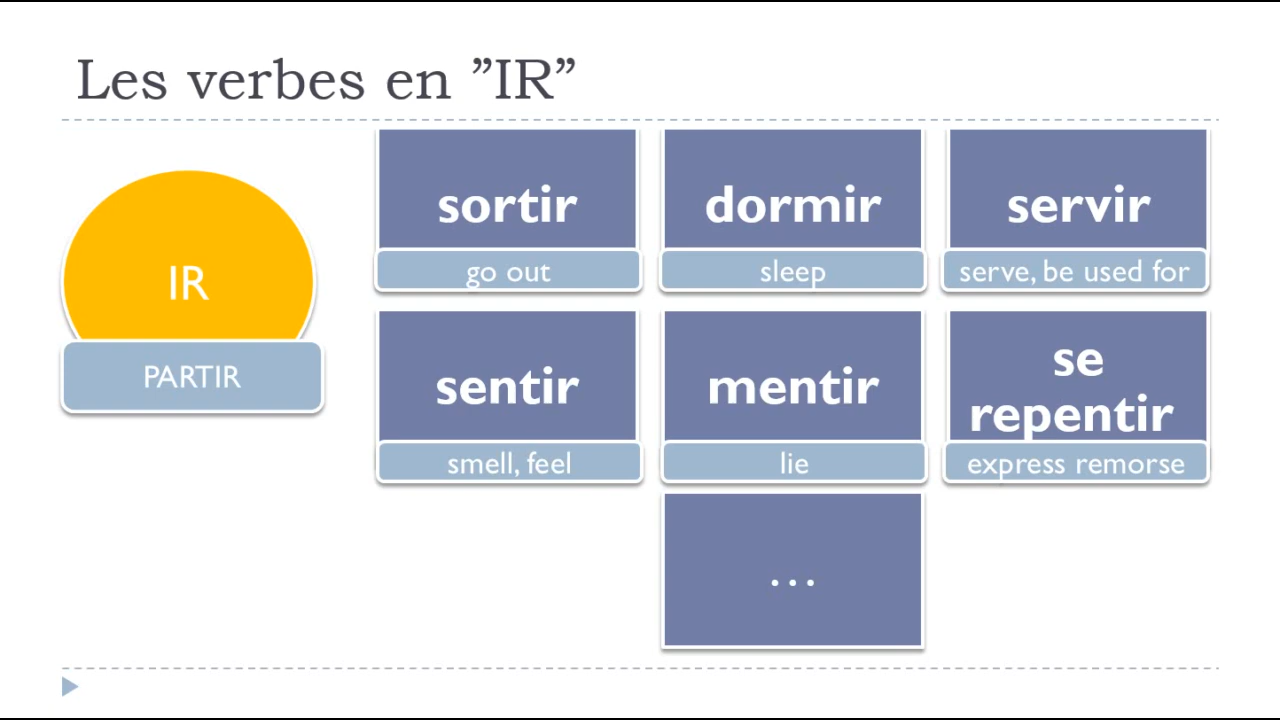 Les verbes en ”IR”
IR
PARTIR
sortir
go out
dormir
sleep
servir
serve, be used for
sentir
smell, feel
mentir
lie
se
repentir
express remorse
...